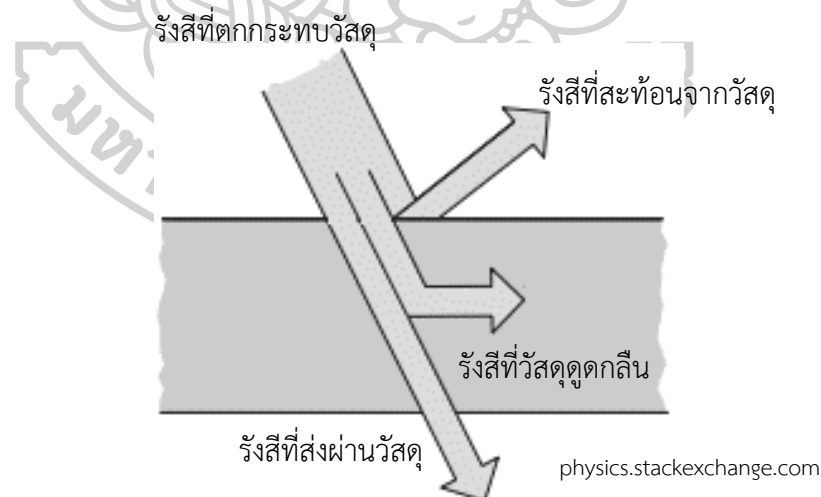 รังสีที่ตกกระทบวัสดุ
รังสีที่สะท้อนจากวัสดุ
รังสีที่วัสดุดูดกลืน
รังสีที่ส่งผ่านวัสดุ
physics.stackexchange.com